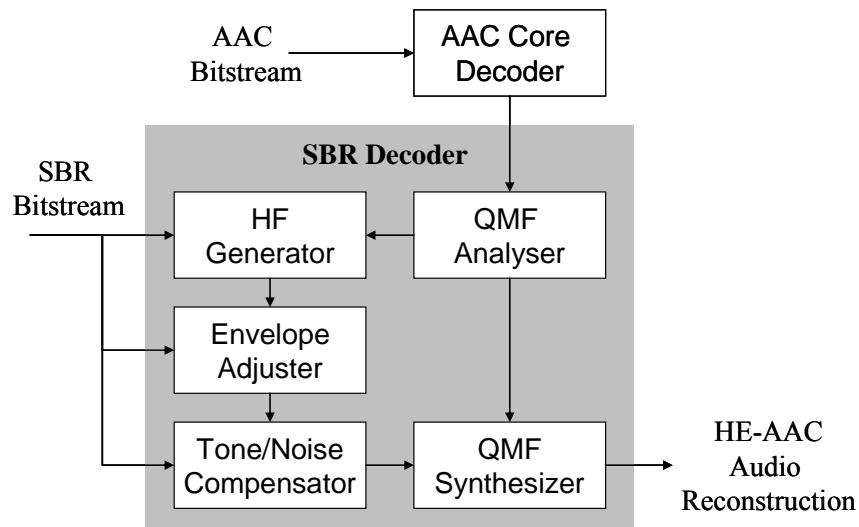 AAC
Bitstream
AAC Core
Decoder
SBR Decoder
SBR
Bitstream
HF
Generator
QMF
Analyser
Envelope
Adjuster
Tone/Noise
Compensator
QMF
Synthesizer
HE-AAC
Audio
Reconstruction